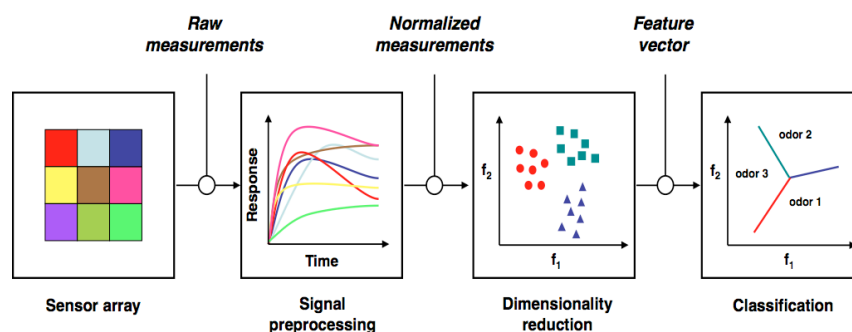 Raw
measurements
Normalized
measurements
Feature
vector
Response
Time
f2
f1
f2
odor 2
odor 3
odor 1
f1
Sensor array
Signal
preprocessing
Dimensionality
reduction
Classification